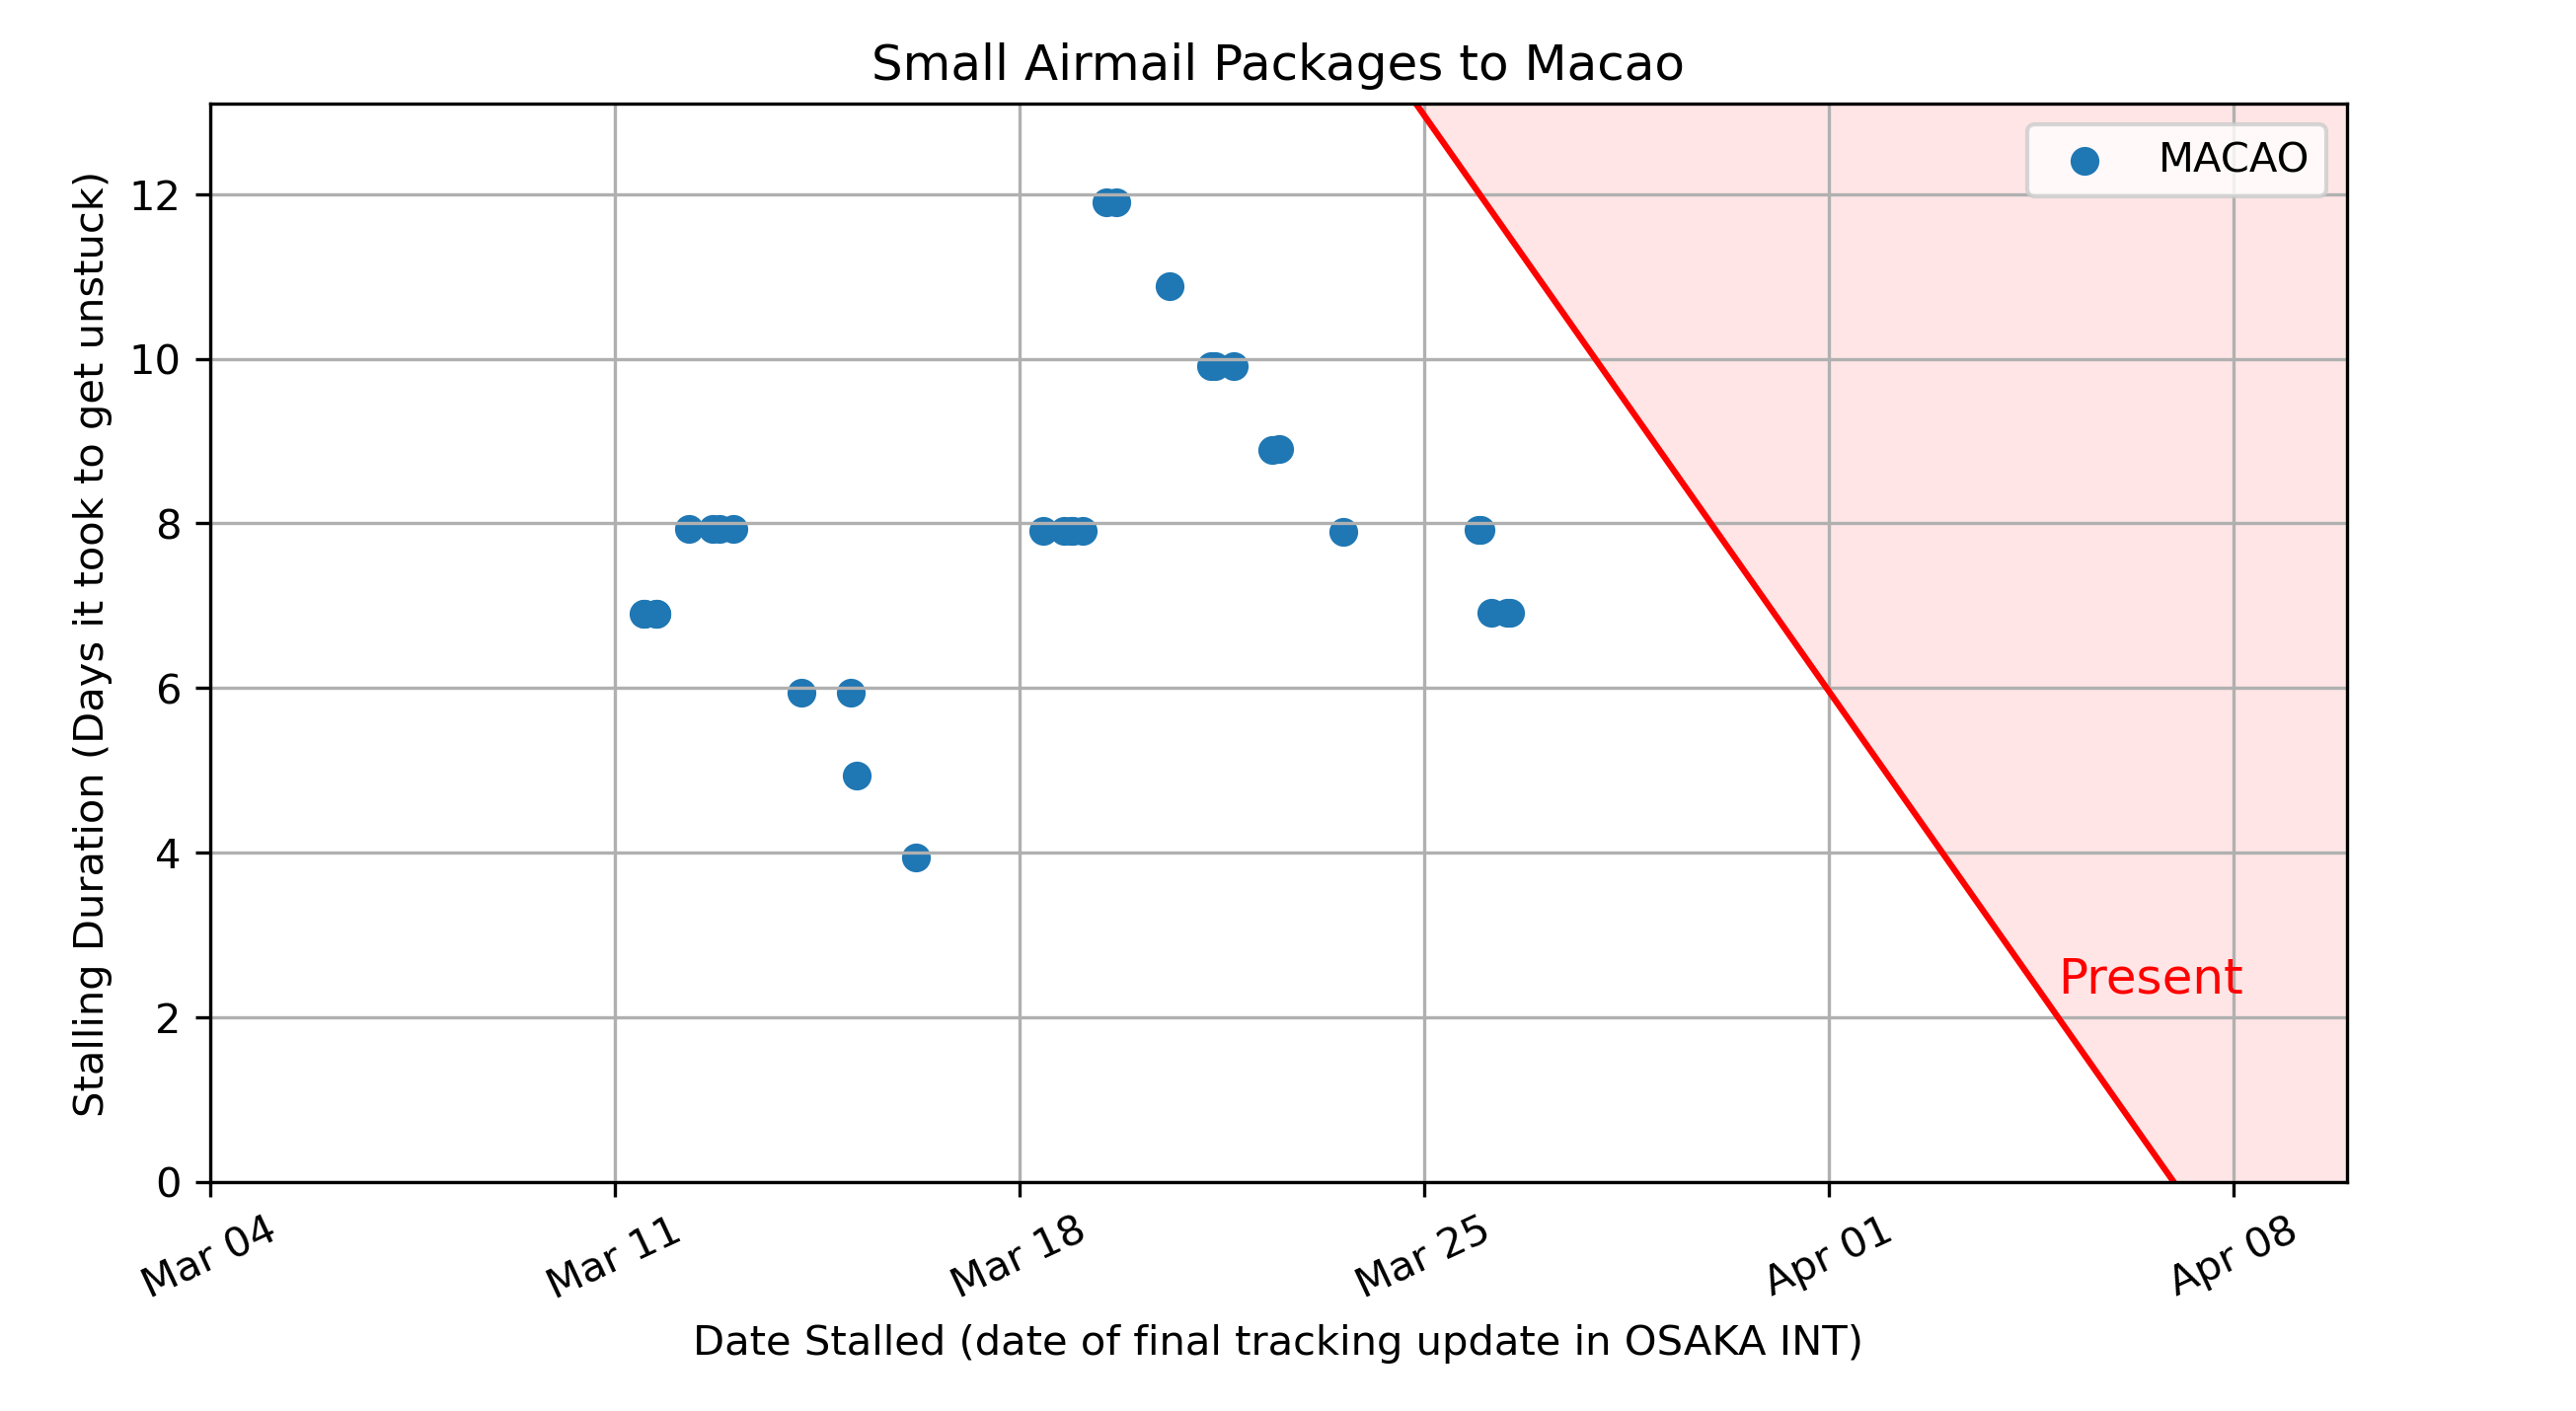 Small Airmail Packages to Macao
MACAO
Stalling Duration (Days it took to get unstuck)
12
10
8
6
4
2
0
Present
Mar 04
Mar 11
Mar 18
Mar 25
Apr 01
Apr 08
Date Stalled (date of final tracking update in OSAKA INT)